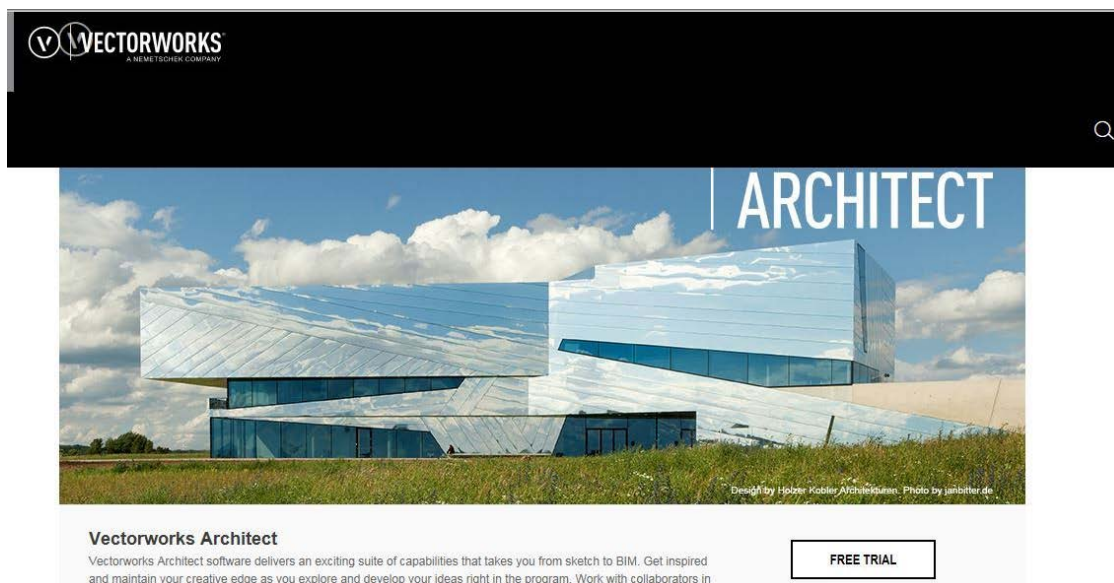 VECTORWORKS
A NEMETSCHEK COMPANY
ARCHITECT
Design by Holzer Kobler Architekturen. Photo by janbitter.de
Vectorworks Architect
Vectorworks Architect software delivers an exciting suite of capabilities that takes you from sketch to BIM. Get inspired
and maintain your creative edge as you explore and develop your ideas right in the program. Work with collaborators in
FREE TRIAL